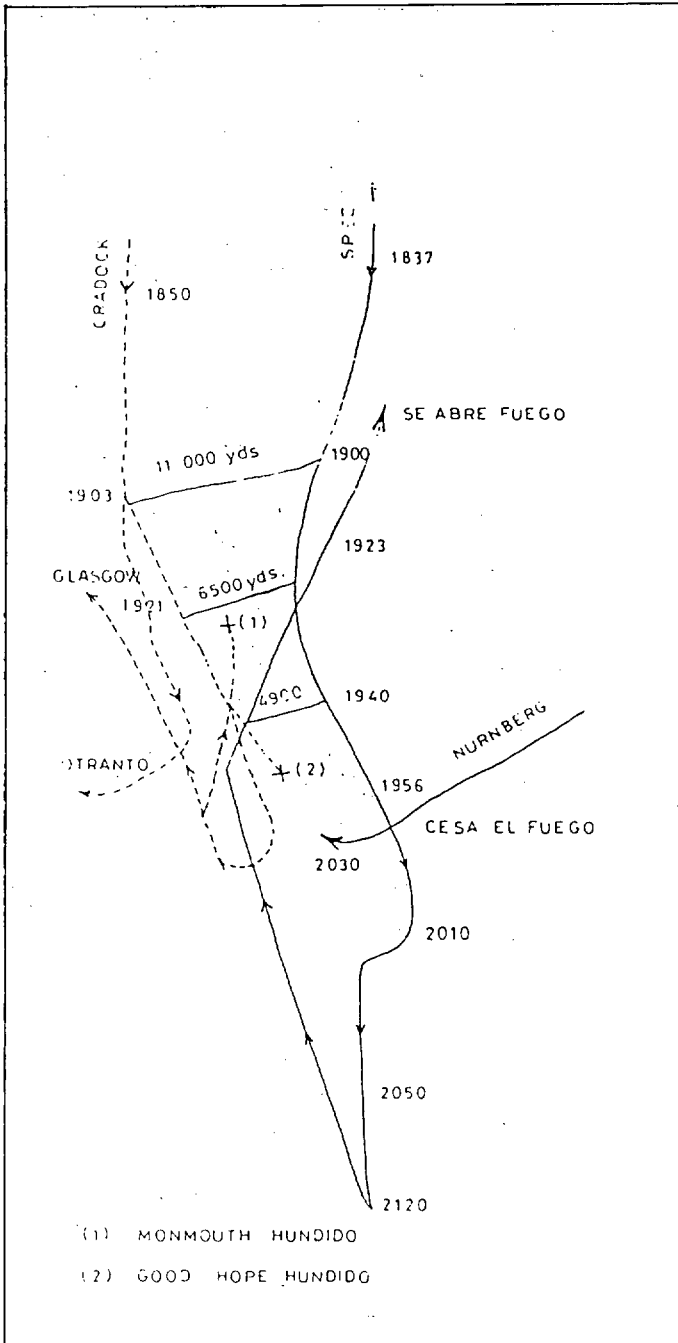 CRADOCK
1850
SPEE
1837
SE ABRE FUEGO
1900
11 000 yds
1903
1923
GLASGOW
1921
6500 yds.
(1)
4900
1940
NURNBERG
OTRANTO
(2)
1956
CESA EL FUEGO
2030
2010
2050
2120
(1) MONMOUTH HUNDIDO
(2) GOOD HOPE HUNDIDO